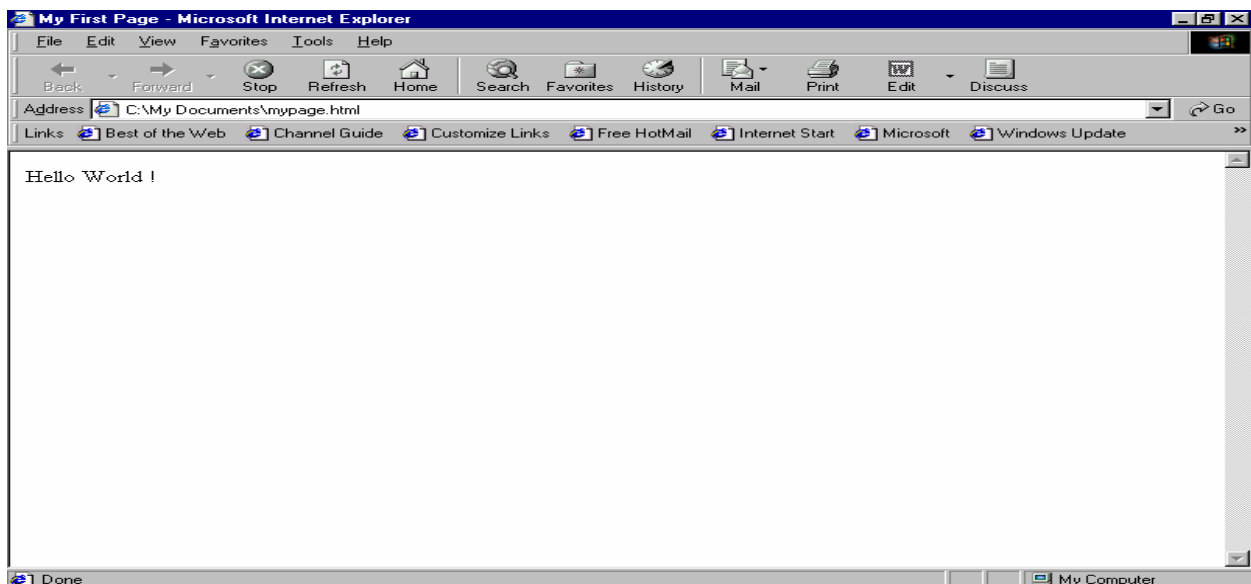 My First Page - Microsoft Internet Explorer
File Edit View Favorites Tools Help
Back Forward Stop Refresh Home Search Favorites History Mail Print Edit Discuss
Address C:\My Documents\mypage.html Go
Links Best of the Web Channel Guide Customize Links Free HotMail Internet Start Microsoft Windows Update
Hello World !
Done My Computer